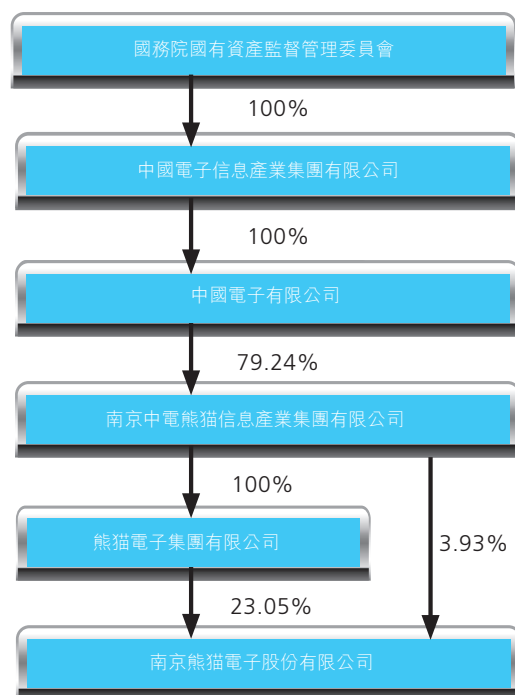 國務院國有資產監督管理委員會
100%
中國電子信息產業集團有限公司
100%
中國電子有限公司
79.24%
南京中電熊猫信息產業集團有限公司
100%
熊猫電子集團有限公司
3.93%
23.05%
南京熊猫電子股份有限公司